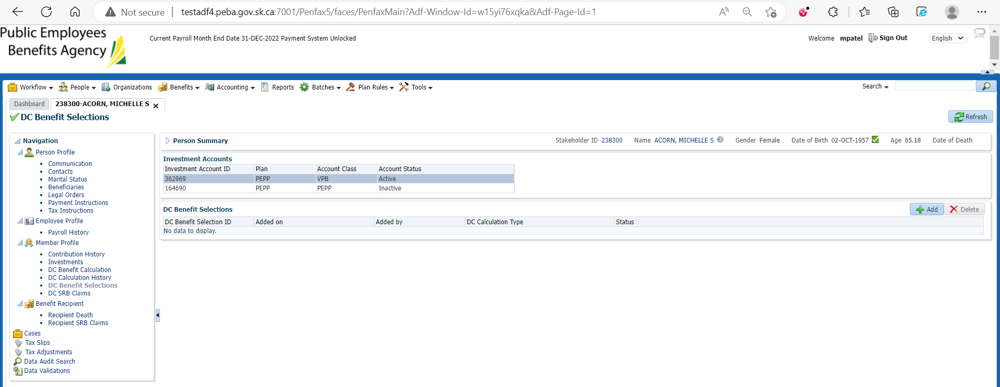 Not secure | testadf4.peba.gov.sk.ca:7001/Penfax5/faces/PenfaxMain?Adf-Window-Id=w15yi76xqka&Adf-Page-Id=1
Public Employees
Benefits Agency
Current Payroll Month End Date 31-DEC-2022 Payment System Unlocked
Welcome mpatel Sign Out English
Workflow People Organizations Benefits Accounting Reports Batches Plan Rules Tools Search
Dashboard 238300-ACORN, MICHELLE S
DC Benefit Selections Refresh
Navigation
Person Profile
Communication
Contacts
Marital Status
Beneficiaries
Legal Orders
Payment Instructions
Tax Instructions
Employee Profile
Payroll History
Member Profile
Contribution History
Investments
DC Benefit Calculation
DC Calculation History
DC Benefit Selections
DC SRB Claims
Benefit Recipient
Recipient Death
Recipient SRB Claims
Cases
Tax Slips
Tax Adjustments
Data Audit Search
Data Validations
Person Summary Stakeholder ID 238300 Name ACORN, MICHELLE S Gender Female Date of Birth 02-OCT-1957 Age 65.18 Date of Death
Investment Accounts
Investment Account ID Plan Account Class Account Status
362969 PEPP VPB Active
164690 PEPP PEPP Inactive
DC Benefit Selections Add Delete
DC Benefit Selection ID Added on Added by DC Calculation Type Status
No data to display.